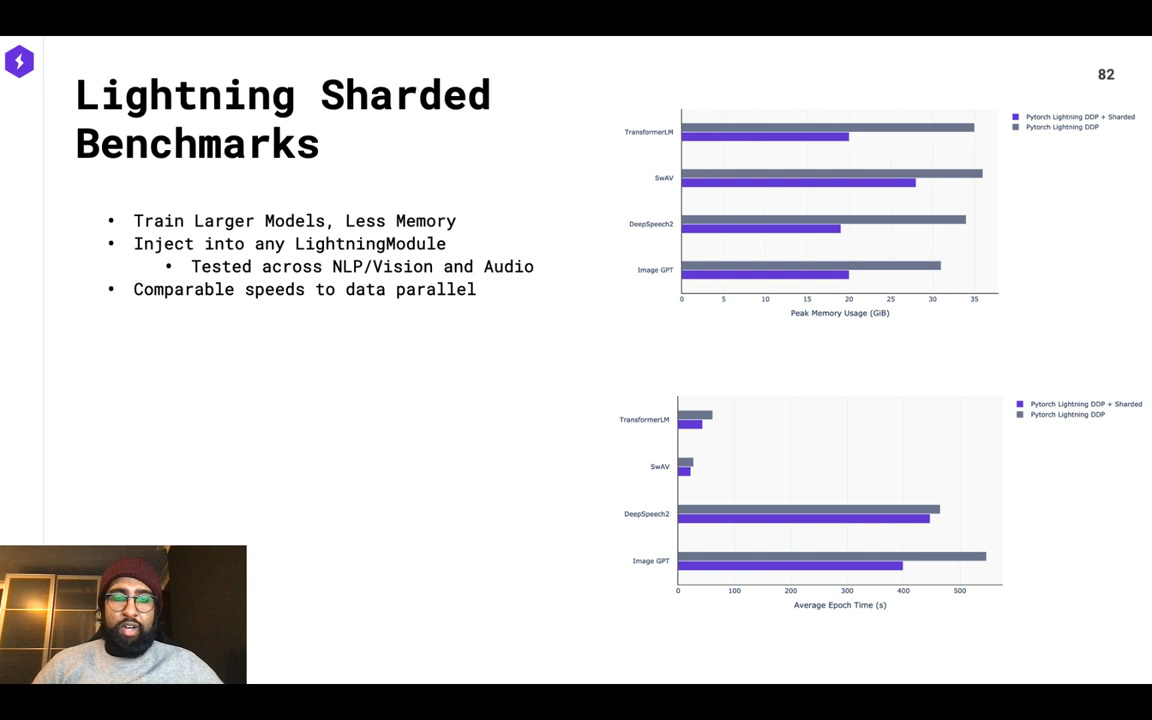 Lightning Sharded
Benchmarks
82
• Train Larger Models, Less Memory
• Inject into any LightningModule
• Tested across NLP/Vision and Audio
• Comparable speeds to data parallel
Pytorch Lightning DDP + Sharded
Pytorch Lightning DDP
TransformerLM
SwAV
DeepSpeech2
Image GPT
0 5 10 15 20 25 30 35
Peak Memory Usage (GiB)
Pytorch Lightning DDP + Sharded
Pytorch Lightning DDP
TransformerLM
SwAV
DeepSpeech2
Image GPT
0 100 200 300 400 500
Average Epoch Time (s)